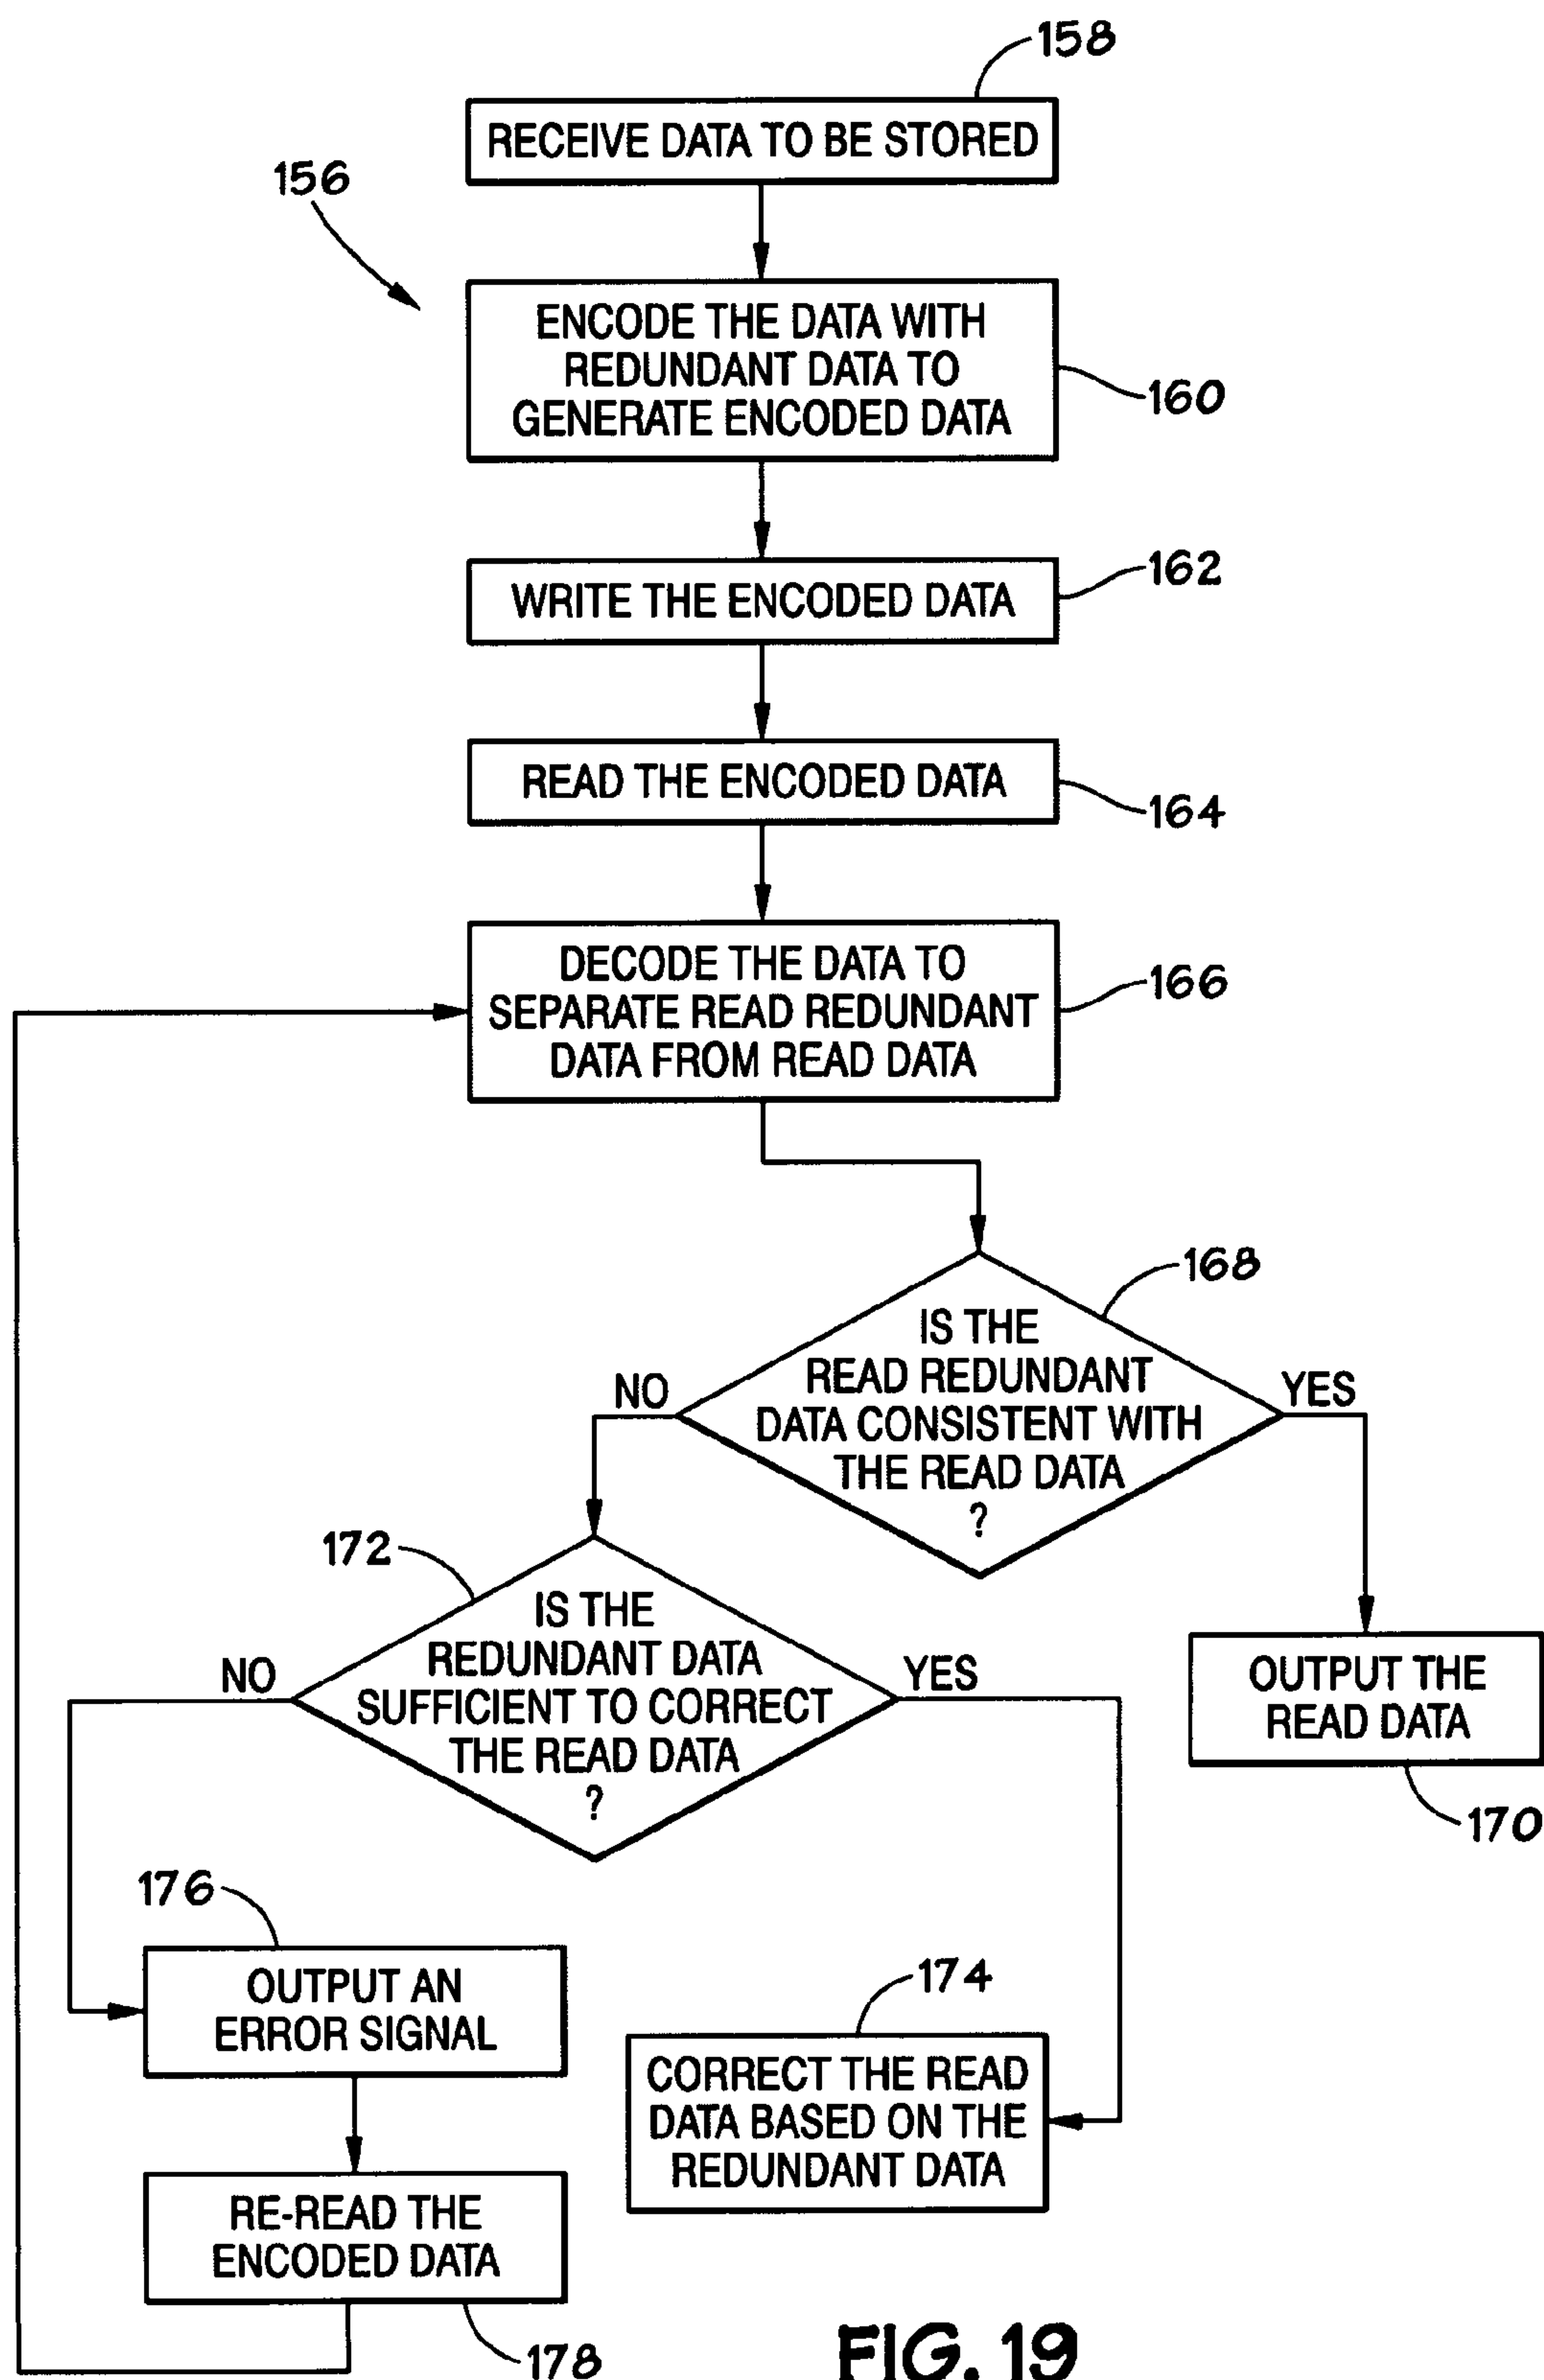 158
RECEIVE DATA TO BE STORED
156
ENCODE THE DATA WITH
REDUNDANT DATA TO
GENERATE ENCODED DATA
160
WRITE THE ENCODED DATA
162
READ THE ENCODED DATA
164
DECODE THE DATA TO
SEPARATE READ REDUNDANT
DATA FROM READ DATA
166
168
IS THE
READ REDUNDANT
DATA CONSISTENT WITH
THE READ DATA
?
NO
YES
172
IS THE
REDUNDANT DATA
SUFFICIENT TO CORRECT
THE READ DATA
?
NO
YES
OUTPUT THE
READ DATA
170
176
OUTPUT AN
ERROR SIGNAL
174
CORRECT THE READ
DATA BASED ON THE
REDUNDANT DATA
RE-READ THE
ENCODED DATA
178
FIG. 19